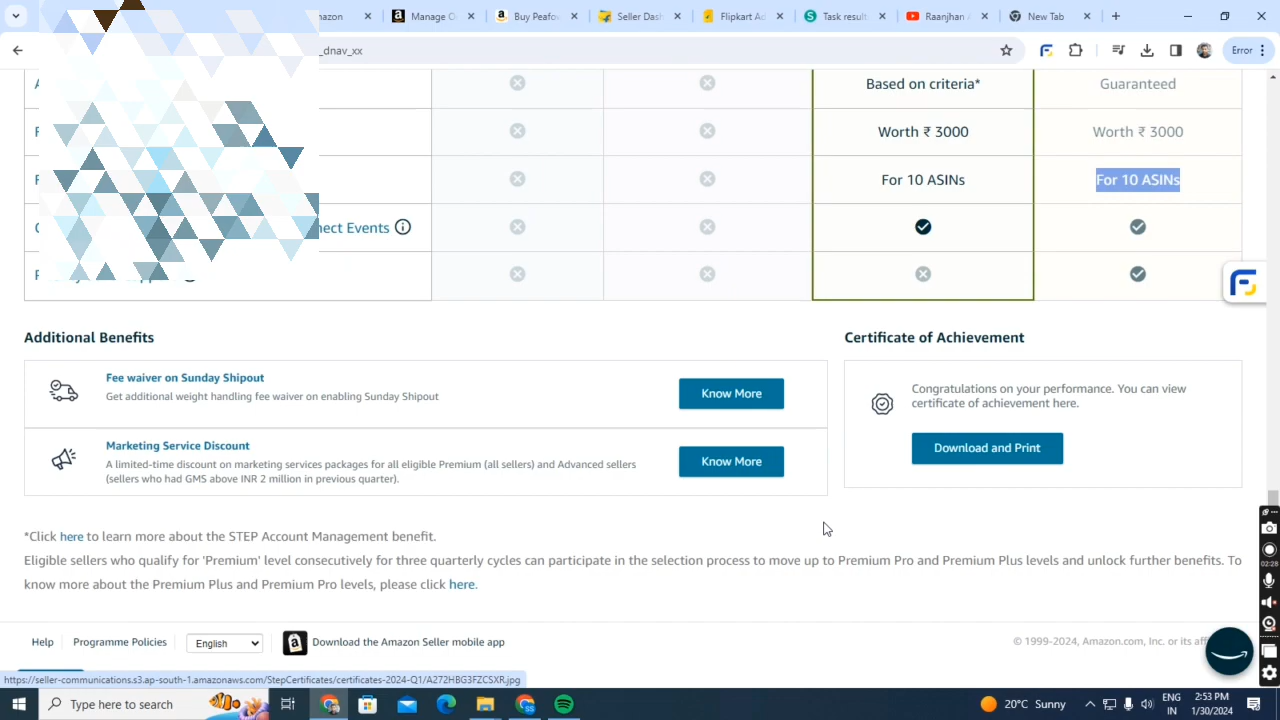 mazon
Manage O
Buy Peafov
Seller Dash
Flipkart Ad
Task result
Raanjhan
New Tab
_dnav_xx
Error
Based on criteria*
Guaranteed
Worth ₹ 3000
Worth ₹ 3000
For 10 ASINs
For 10 ASINs
nect Events
Additional Benefits
Certificate of Achievement
Fee waiver on Sunday Shipout
Get additional weight handling fee waiver on enabling Sunday Shipout
Know More
Congratulations on your performance. You can view
certificate of achievement here.
Download and Print
Marketing Service Discount
A limited-time discount on marketing services packages for all eligible Premium (all sellers) and Advanced sellers
(sellers who had GMS above INR 2 million in previous quarter).
Know More
*Click here to learn more about the STEP Account Management benefit.
Eligible sellers who qualify for 'Premium' level consecutively for three quarterly cycles can participate in the selection process to move up to Premium Pro and Premium Plus levels and unlock further benefits. To
know more about the Premium Plus and Premium Pro levels, please click here.
Help
Programme Policies
English
Download the Amazon Seller mobile app
© 1999-2024, Amazon.com, Inc. or its aff
https://seller-communications.s3.ap-south-1.amazonaws.com/StepCertificates/certificates-2024-Q1/A272HBG3FZCSXR.jpg
02:28
Type here to search
20°C Sunny
ENG
IN
2:53 PM
1/30/2024